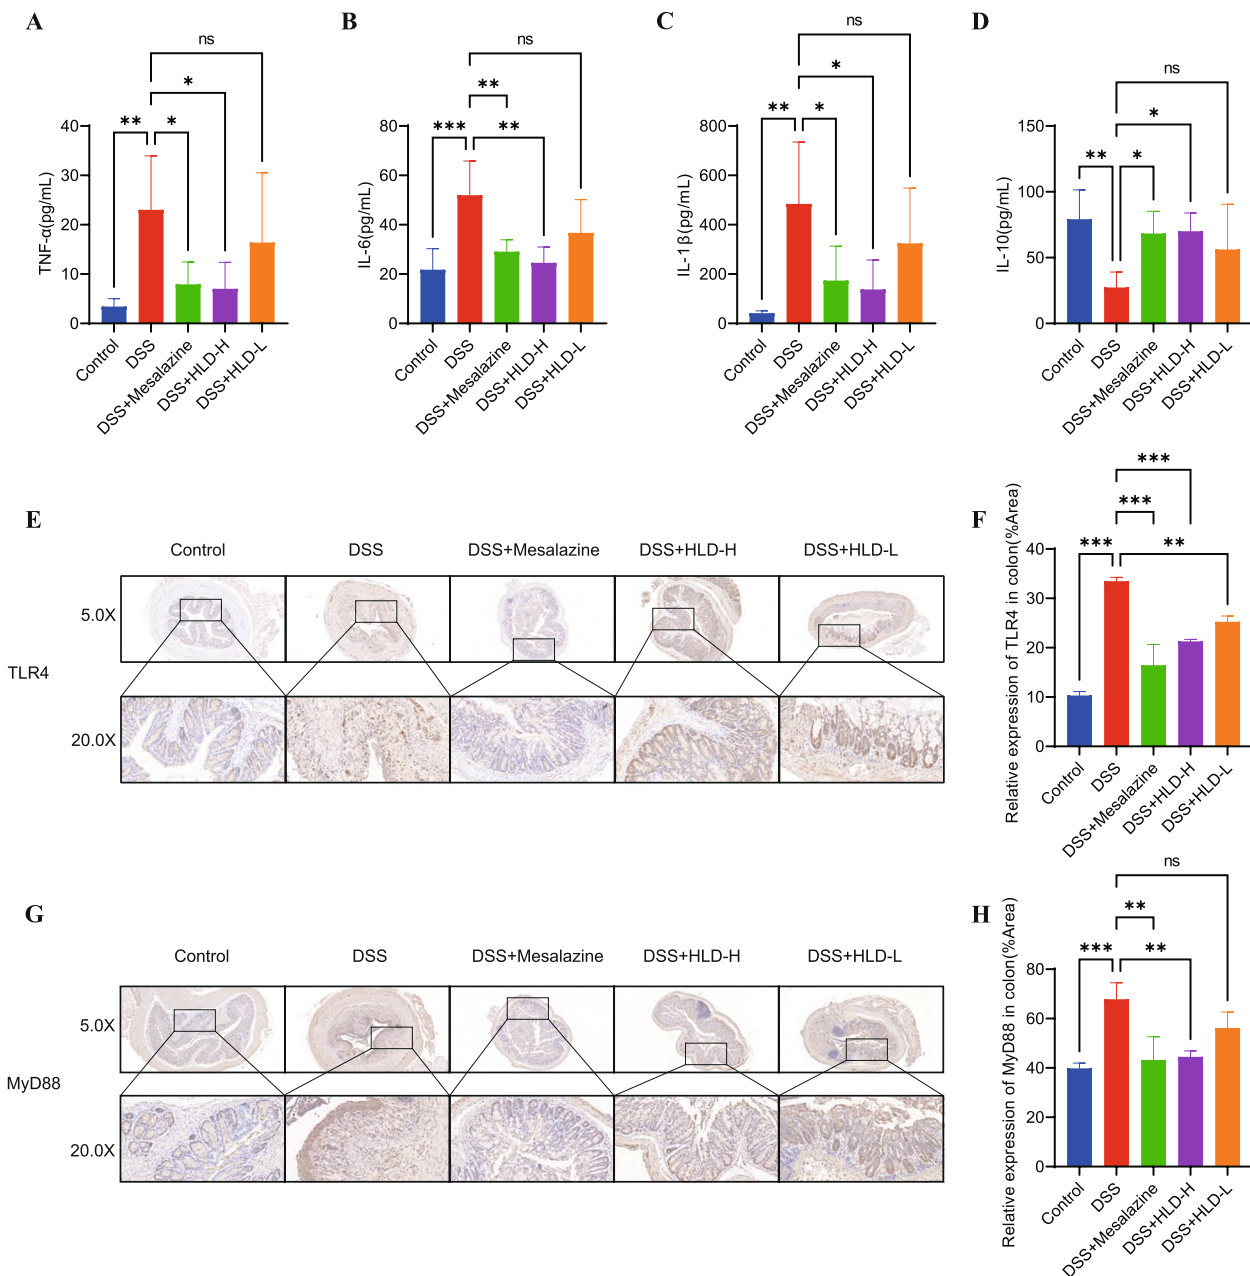 A
ns
*
** *
TNF-α(pg/mL)
40
30
20
10
0
Control
DSS
DSS+Mesalazine
DSS+HLD-H
DSS+HLD-L
B
ns
**
*** **
IL-6(pg/mL)
80
60
40
20
0
Control
DSS
DSS+Mesalazine
DSS+HLD-H
DSS+HLD-L
C
ns
*
** *
IL-1β(pg/mL)
800
600
400
200
0
Control
DSS
DSS+Mesalazine
DSS+HLD-H
DSS+HLD-L
D
ns
*
** *
IL-10(pg/mL)
150
100
50
0
Control
DSS
DSS+Mesalazine
DSS+HLD-H
DSS+HLD-L
E
Control DSS DSS+Mesalazine DSS+HLD-H DSS+HLD-L
5.0X
TLR4
20.0X
F
***
***
*** **
Relative expression of TLR4 in colon(%Area)
40
30
20
10
0
Control
DSS
DSS+Mesalazine
DSS+HLD-H
DSS+HLD-L
G
Control DSS DSS+Mesalazine DSS+HLD-H DSS+HLD-L
5.0X
MyD88
20.0X
H
ns
**
*** **
Relative expression of MyD88 in colon(%Area)
80
60
40
20
0
Control
DSS
DSS+Mesalazine
DSS+HLD-H
DSS+HLD-L